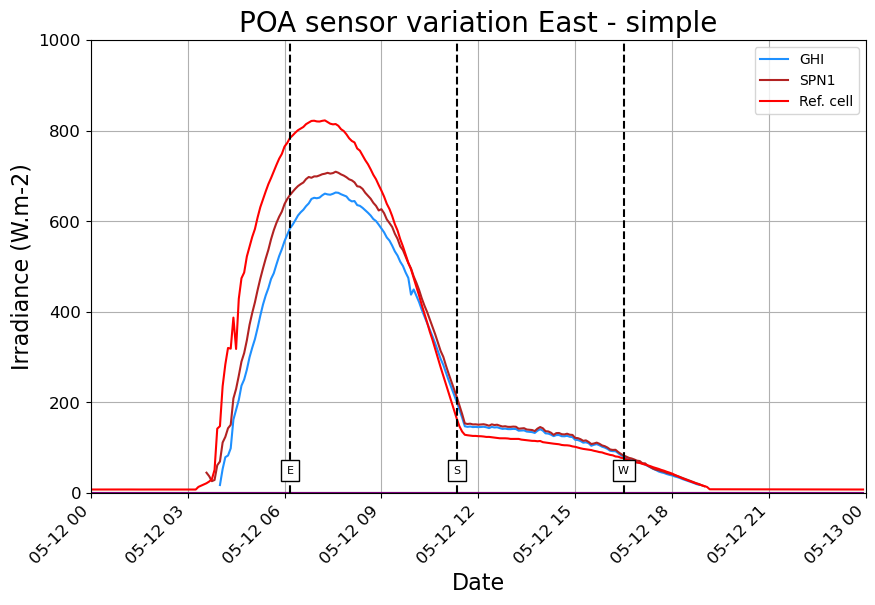 POA sensor variation East - simple
GHI
SPN1
Ref. cell
Irradiance (W.m-2)
1000
800
600
400
200
0
E
S
W
05-12 00
05-12 03
05-12 06
05-12 09
05-12 12
05-12 15
05-12 18
05-12 21
05-13 00
Date